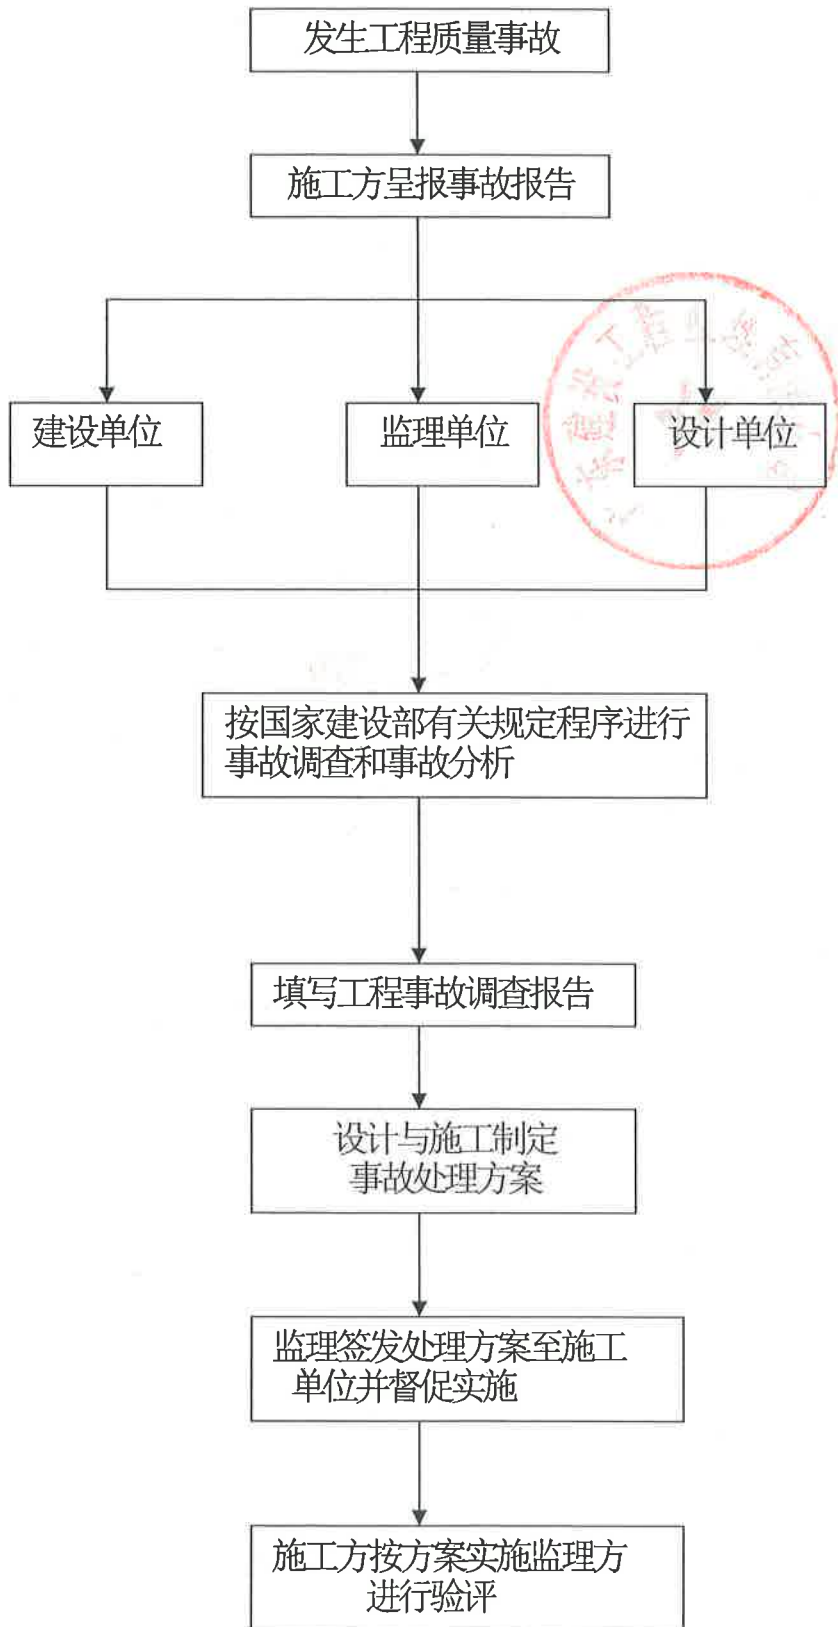 发生工程质量事故
施工方呈报事故报告
建设单位
监理单位
设计单位
按国家建设部有关规定程序进行
事故调查和事故分析
填写工程事故调查报告
设计与施工制定
事故处理方案
监理签发处理方案至施工
单位并督促实施
施工方按方案实施监理方
进行验评